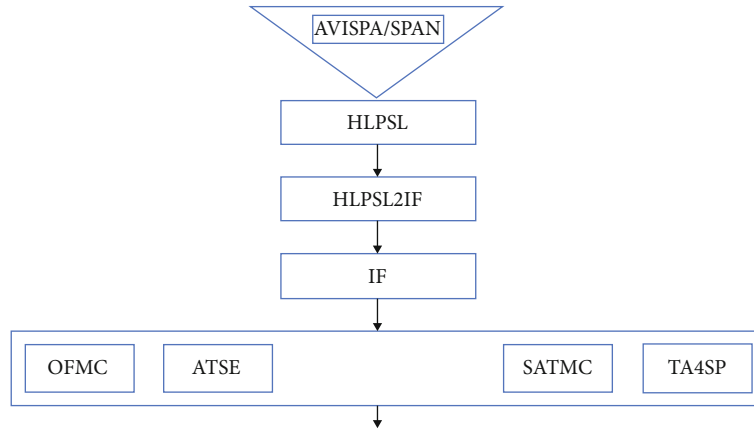 AVISPA/SPAN
HLPSL
HLPSL2IF
IF
OFMC ATSE SATMC TA4SP